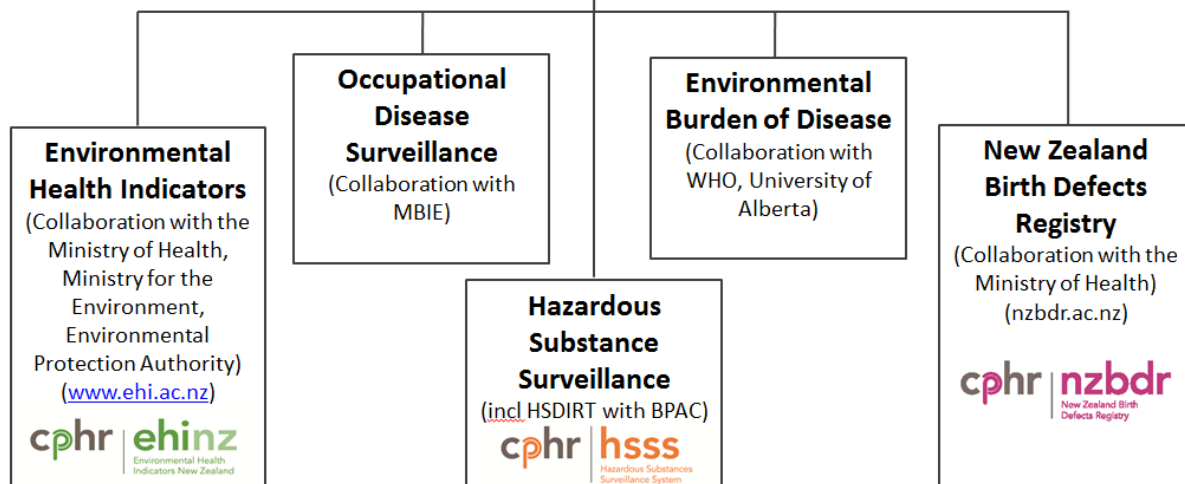 Environmental
Health Indicators
(Collaboration with the
Ministry of Health,
Ministry for the
Environment,
Environmental
Protection Authority)
(www.ehi.ac.nz)
cphr ehinz
Environmental Health
Indicators New Zealand
Occupational
Disease
Surveillance
(Collaboration with
MBIE)
Hazardous
Substance
Surveillance
(incl HSDIRT with BPAC)
cphr hsss
Hazardous Substances
Surveillance System
Environmental
Burden of Disease
(Collaboration with
WHO, University of
Alberta)
New Zealand
Birth Defects
Registry
(Collaboration with the
Ministry of Health)
(nzbdr.ac.nz)
cphr nzbdr
New Zealand Birth
Defects Registry